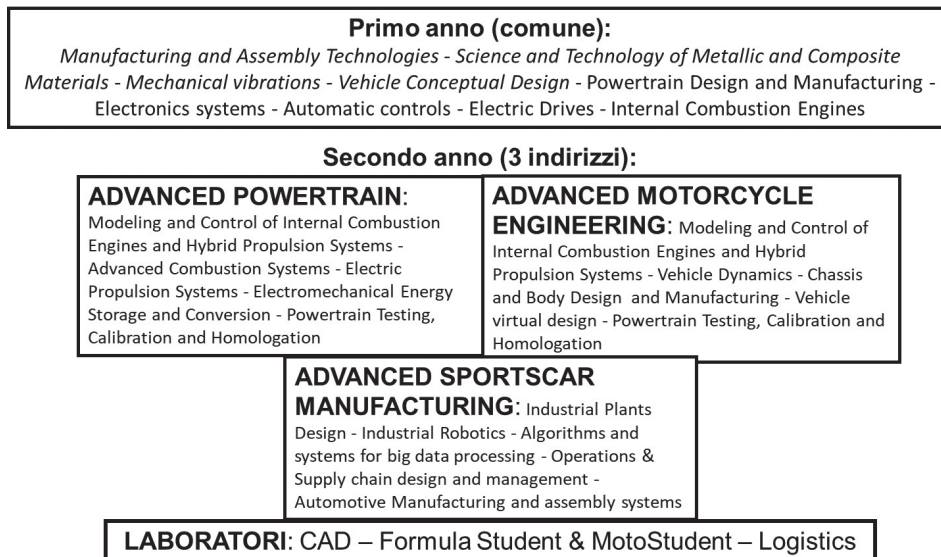 Primo anno (comune):
Manufacturing and Assembly Technologies - Science and Technology of Metallic and Composite
Materials - Mechanical vibrations - Vehicle Conceptual Design - Powertrain Design and Manufacturing -
Electronics systems - Automatic controls - Electric Drives - Internal Combustion Engines
Secondo anno (3 indirizzi):
ADVANCED POWERTRAIN:
Modeling and Control of Internal Combustion
Engines and Hybrid Propulsion Systems -
Advanced Combustion Systems - Electric
Propulsion Systems - Electromechanical Energy
Storage and Conversion - Powertrain Testing,
Calibration and Homologation
ADVANCED MOTORCYCLE
ENGINEERING: Modeling and Control of
Internal Combustion Engines and Hybrid
Propulsion Systems - Vehicle Dynamics - Chassis
and Body Design and Manufacturing - Vehicle
virtual design - Powertrain Testing, Calibration and
Homologation
ADVANCED SPORTSCAR
MANUFACTURING: Industrial Plants
Design - Industrial Robotics - Algorithms and
systems for big data processing - Operations &
Supply chain design and management -
Automotive Manufacturing and assembly systems
LABORATORI: CAD – Formula Student & MotoStudent – Logistics